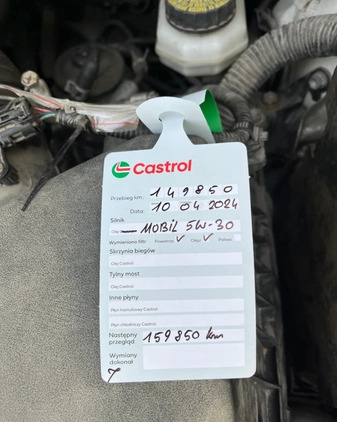 Castrol
Przebieg km: 149850
Data: 10 04 2024
Silnik
Olej MOBIL 5W-30
Wymieniono filtr Powietrza ✓ Oleju ✓ Paliwa
Skrzynia biegów
Olej Castrol:
Tylny most
Olej Castrol:
Inne płyny
Płyn hamulcowy Castrol:
Płyn chłodniczy Castrol:
Następny przegląd 159850 km
Wymiany dokonał